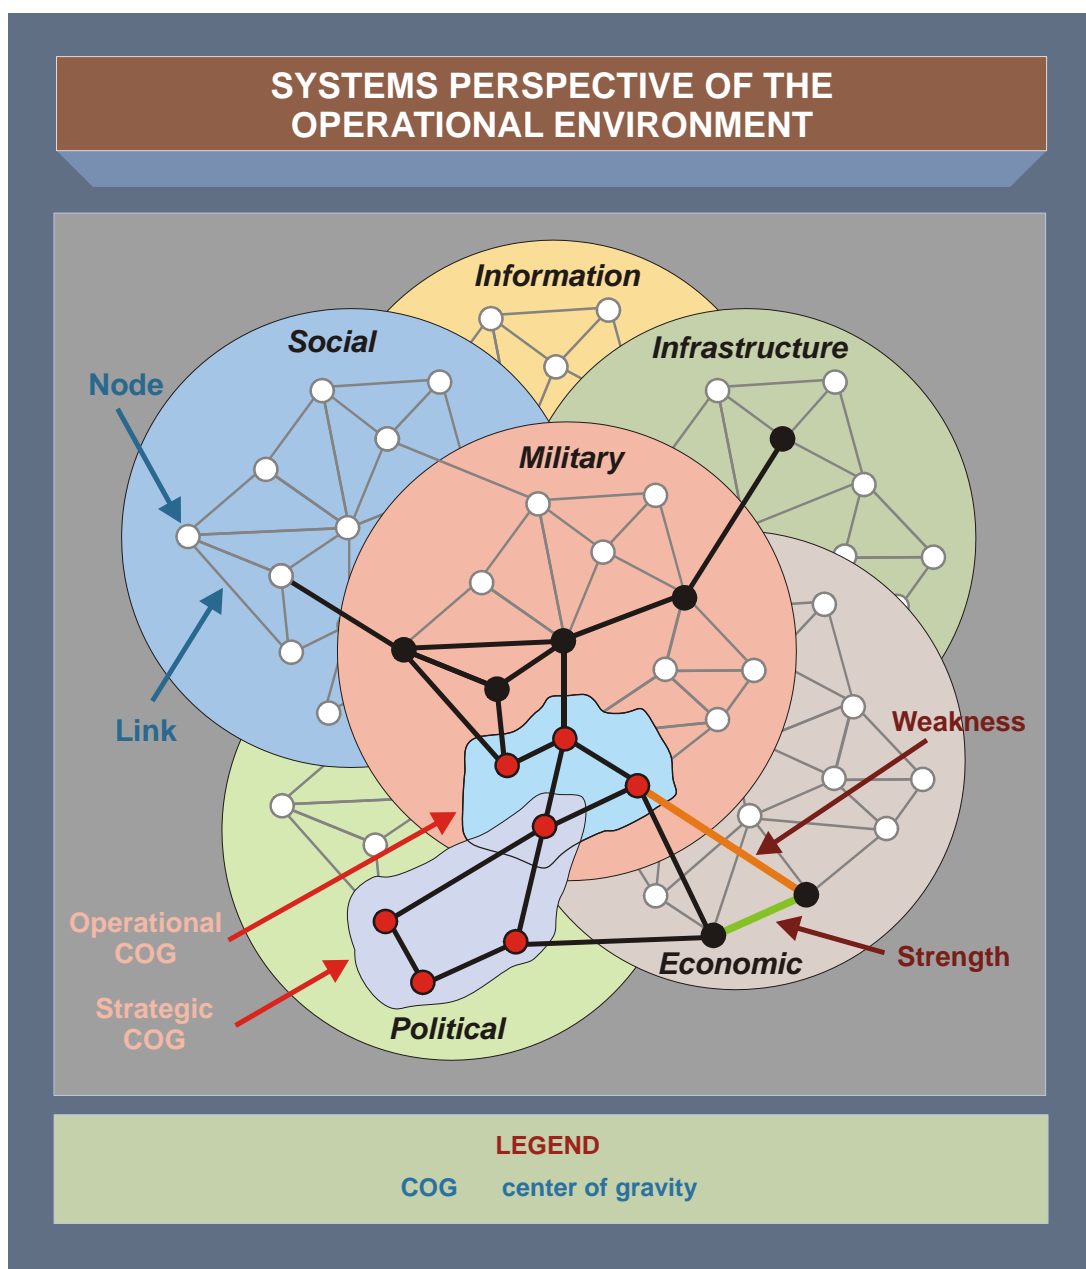 SYSTEMS PERSPECTIVE OF THE
OPERATIONAL ENVIRONMENT
Information
Social
Infrastructure
Node
Military
Link
Weakness
Operational
COG
Strategic
COG
Strength
Economic
Political
LEGEND
COG center of gravity